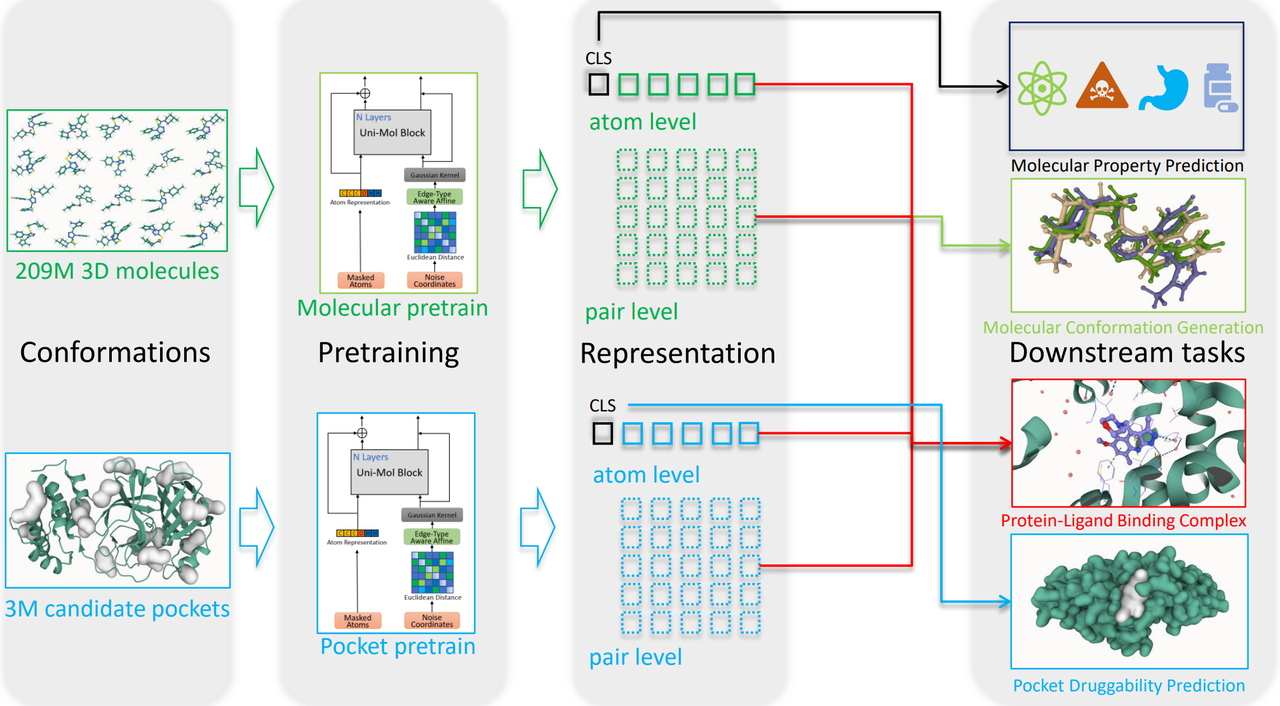 209M 3D molecules
Conformations
3M candidate pockets
N Layers
Uni-Mol Block
Gaussian Kernel
C C C O
Atom Representation
Edge-Type
Aware Affine
Euclidean Distance
Masked
Atoms
Noise
Coordinates
Molecular pretrain
Pretraining
N Layers
Uni-Mol Block
Gaussian Kernel
C C C O
Atom Representation
Edge-Type
Aware Affine
Euclidean Distance
Masked
Atoms
Noise
Coordinates
Pocket pretrain
CLS
atom level
pair level
Representation
CLS
atom level
pair level
Molecular Property Prediction
Molecular Conformation Generation
Downstream tasks
Protein-Ligand Binding Complex
Pocket Druggability Prediction